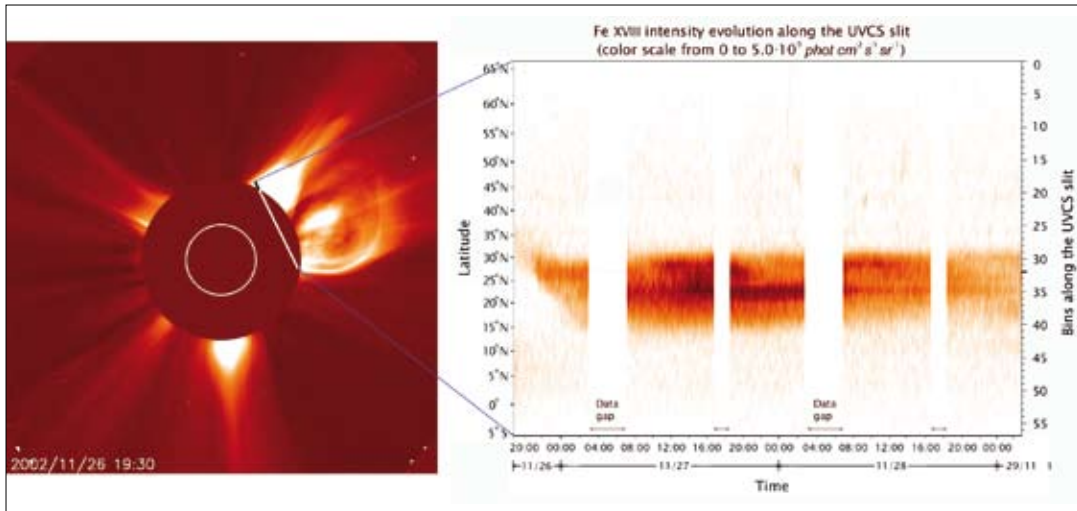 Fe XVIII intensity evolution along the UVCS slit
(color scale from 0 to 5.0·10⁵ phot cm² s¹ sr⁻¹)
65°N
60°N
55°N
50°N
45°N
40°N
35°N
30°N
25°N
20°N
15°N
10°N
5°N
0°
5°S
Latitude
0
5
10
15
20
25
30
35
40
45
50
55
Bins along the UVCS slit
Data
gap
Data
gap
20:00 00:00 04:00 08:00 12:00 16:00 20:00 00:00 04:00 08:00 12:00 16:00 20:00 00:00
11/26 11/27 11/28 29/11
Time
2002/11/26 19:30